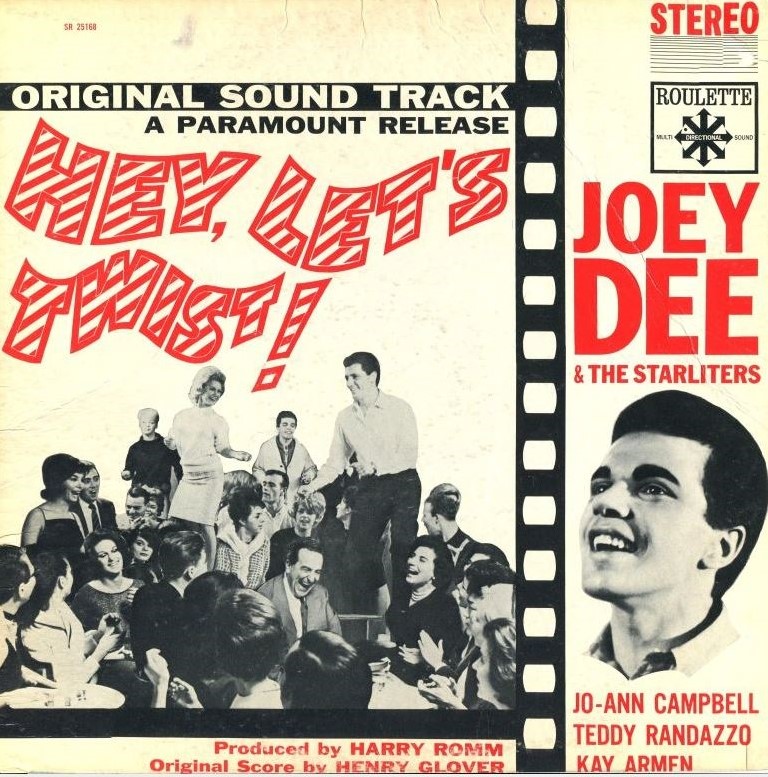 SR 25168
STEREO
ORIGINAL SOUND TRACK
A PARAMOUNT RELEASE
ROULETTE
MULTI DIRECTIONAL SOUND
HEY, LET'S
TWIST!
JOEY
DEE
& THE STARLITERS
JO-ANN CAMPBELL
TEDDY RANDAZZO
KAY ARMEN
Produced by HARRY ROMM
Original Score by HENRY GLOVER